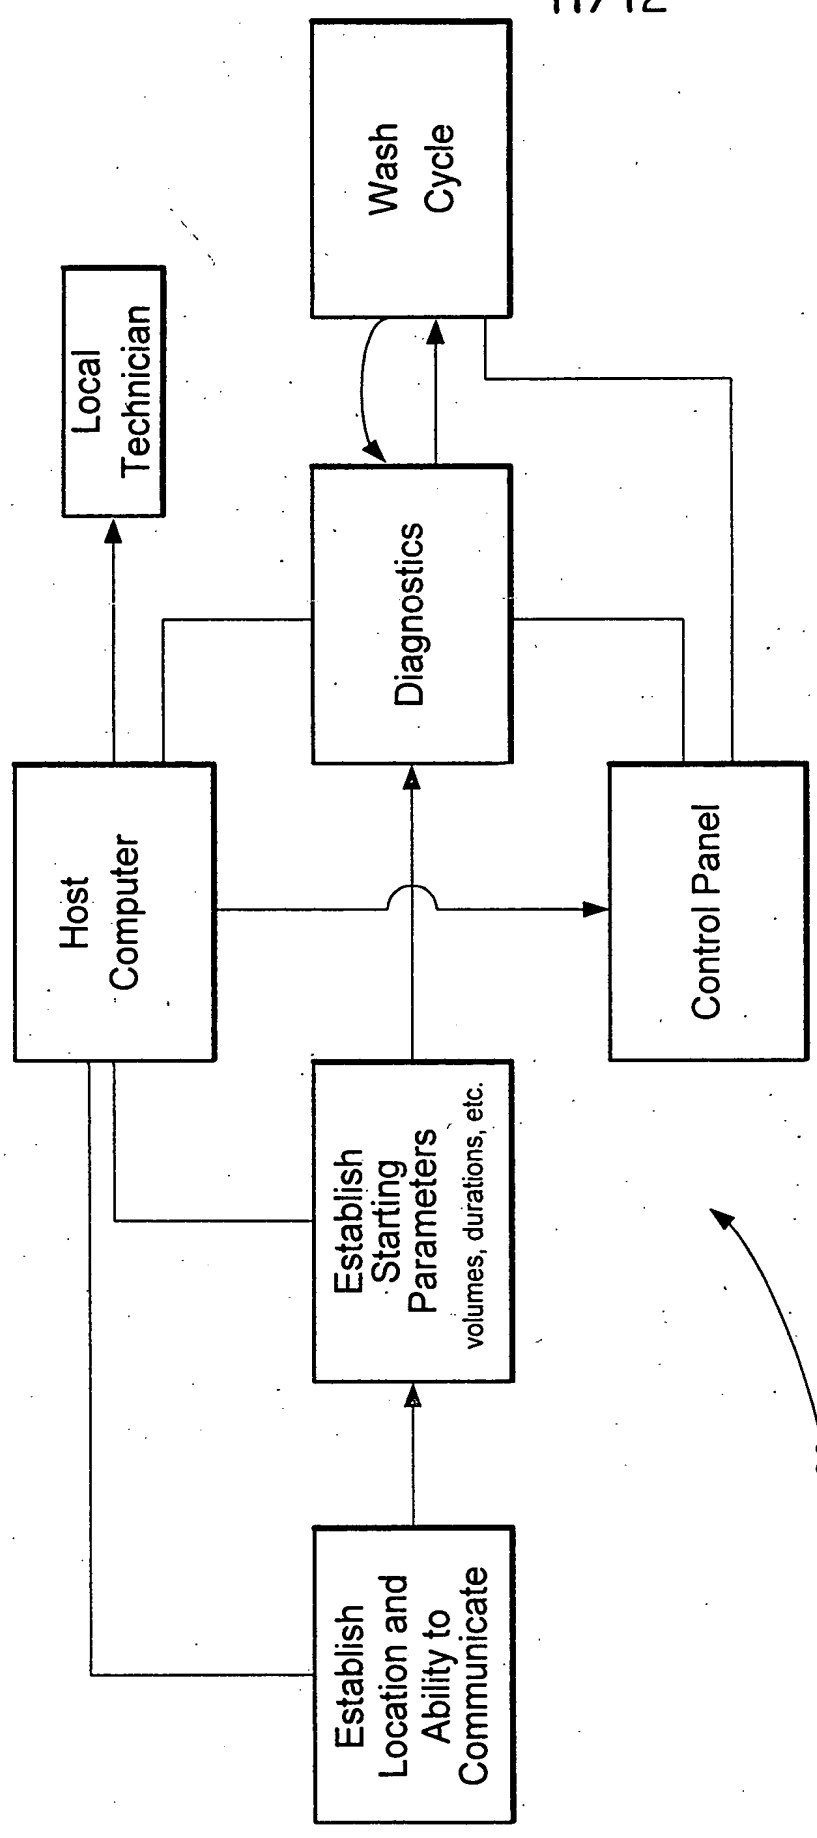 11/12
Host
Computer
Local
Technician
Establish
Location and
Ability to
Communicate
Establish
Starting
Parameters
volumes, durations, etc.
Diagnostics
Wash
Cycle
Control Panel